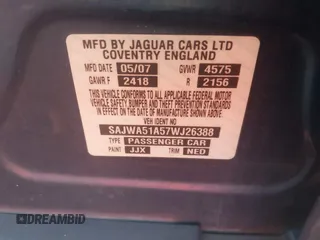 MFD BY JAGUAR CARS LTD
COVENTRY ENGLAND
MFD DATE 05/07 GVWR 4575
GAWR F 2418 R 2156
THIS VEHICLE CONFORMS TO ALL APPLICABLE FEDERAL MOTOR
VEHICLE SAFETY, BUMPER, AND THEFT PREVENTION STANDARDS
IN EFFECT ON THE DATE OF MANUFACTURE SHOWN ABOVE.
VEH IDENT NO
SAJWA51A57WJ26388
TYPE PASSENGER CAR
PAINT JJX TRIM NED
DREAMBID